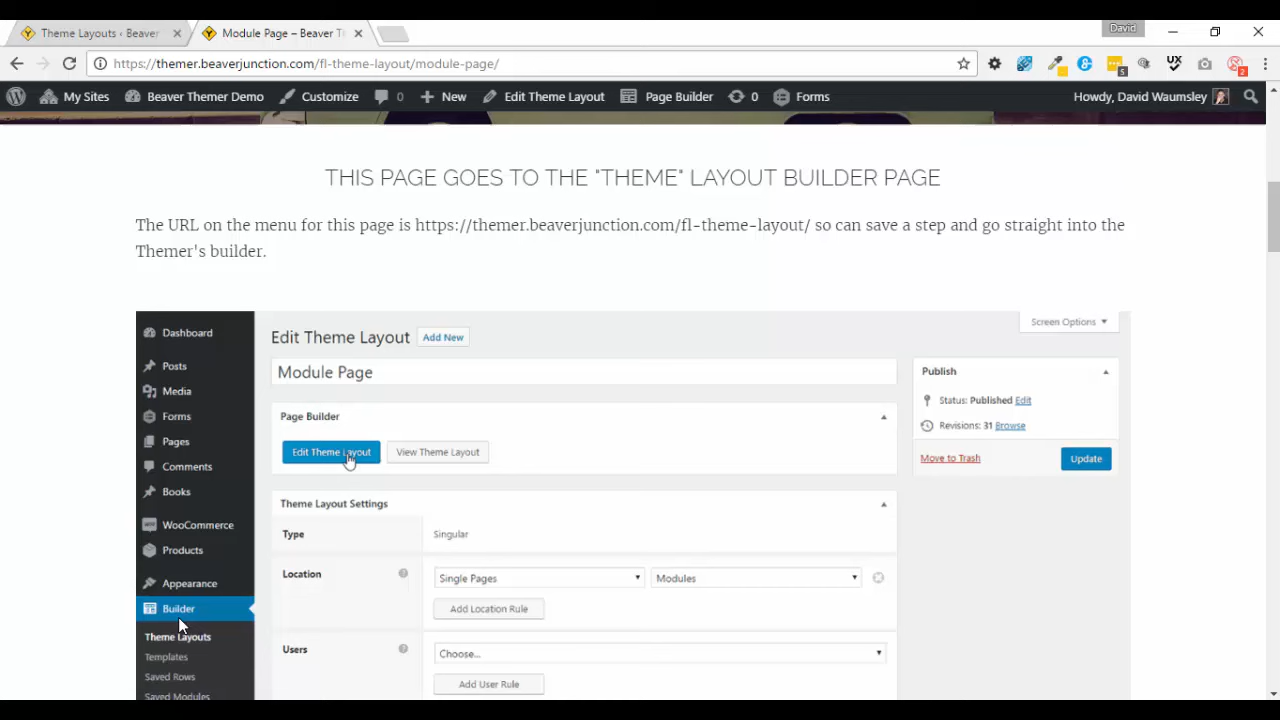 Theme Layouts ‹ Beaver
Module Page – Beaver T
David
https://themer.beaverjunction.com/fl-theme-layout/module-page/
5
2
My Sites
Beaver Themer Demo
Customize
0
New
Edit Theme Layout
Page Builder
0
Forms
Howdy, David Waumsley
THIS PAGE GOES TO THE "THEME" LAYOUT BUILDER PAGE
The URL on the menu for this page is https://themer.beaverjunction.com/fl-theme-layout/ so can save a step and go straight into the
Themer's builder.
Dashboard
Posts
Media
Forms
Pages
Comments
Books
WooCommerce
Products
Appearance
Builder
Theme Layouts
Templates
Saved Rows
Saved Modules
Screen Options
Edit Theme Layout
Add New
Module Page
Page Builder
Edit Theme Layout
View Theme Layout
Theme Layout Settings
Type
Singular
Location
Single Pages
Modules
Add Location Rule
Users
Choose...
Add User Rule
Publish
Status: Published Edit
Revisions: 31 Browse
Move to Trash
Update